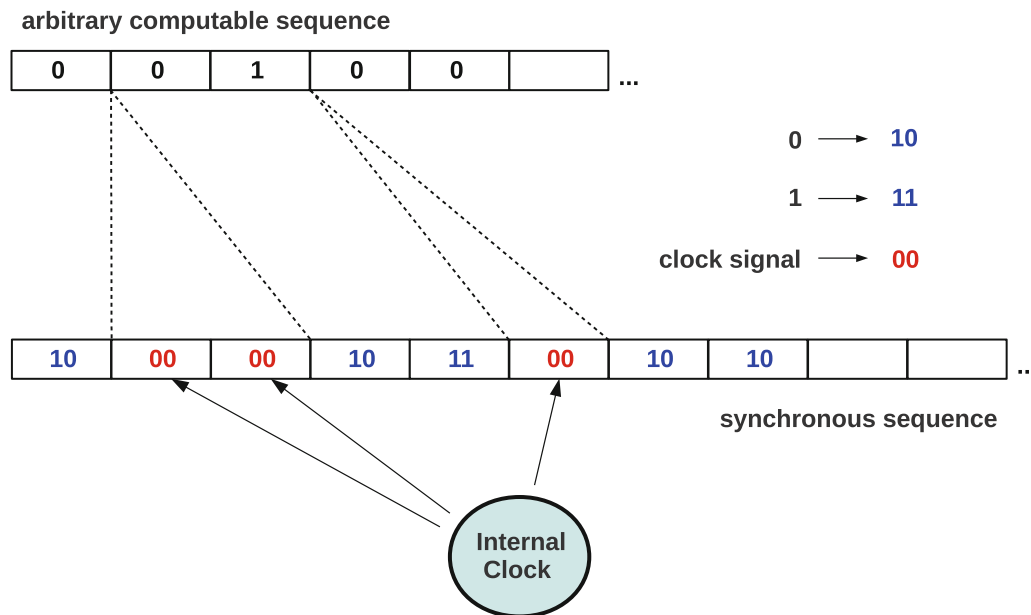 arbitrary computable sequence
0 0 1 0 0 ...
0 10
1 11
clock signal 00
10 00 00 10 11 00 10 10 ..
synchronous sequence
Internal
Clock